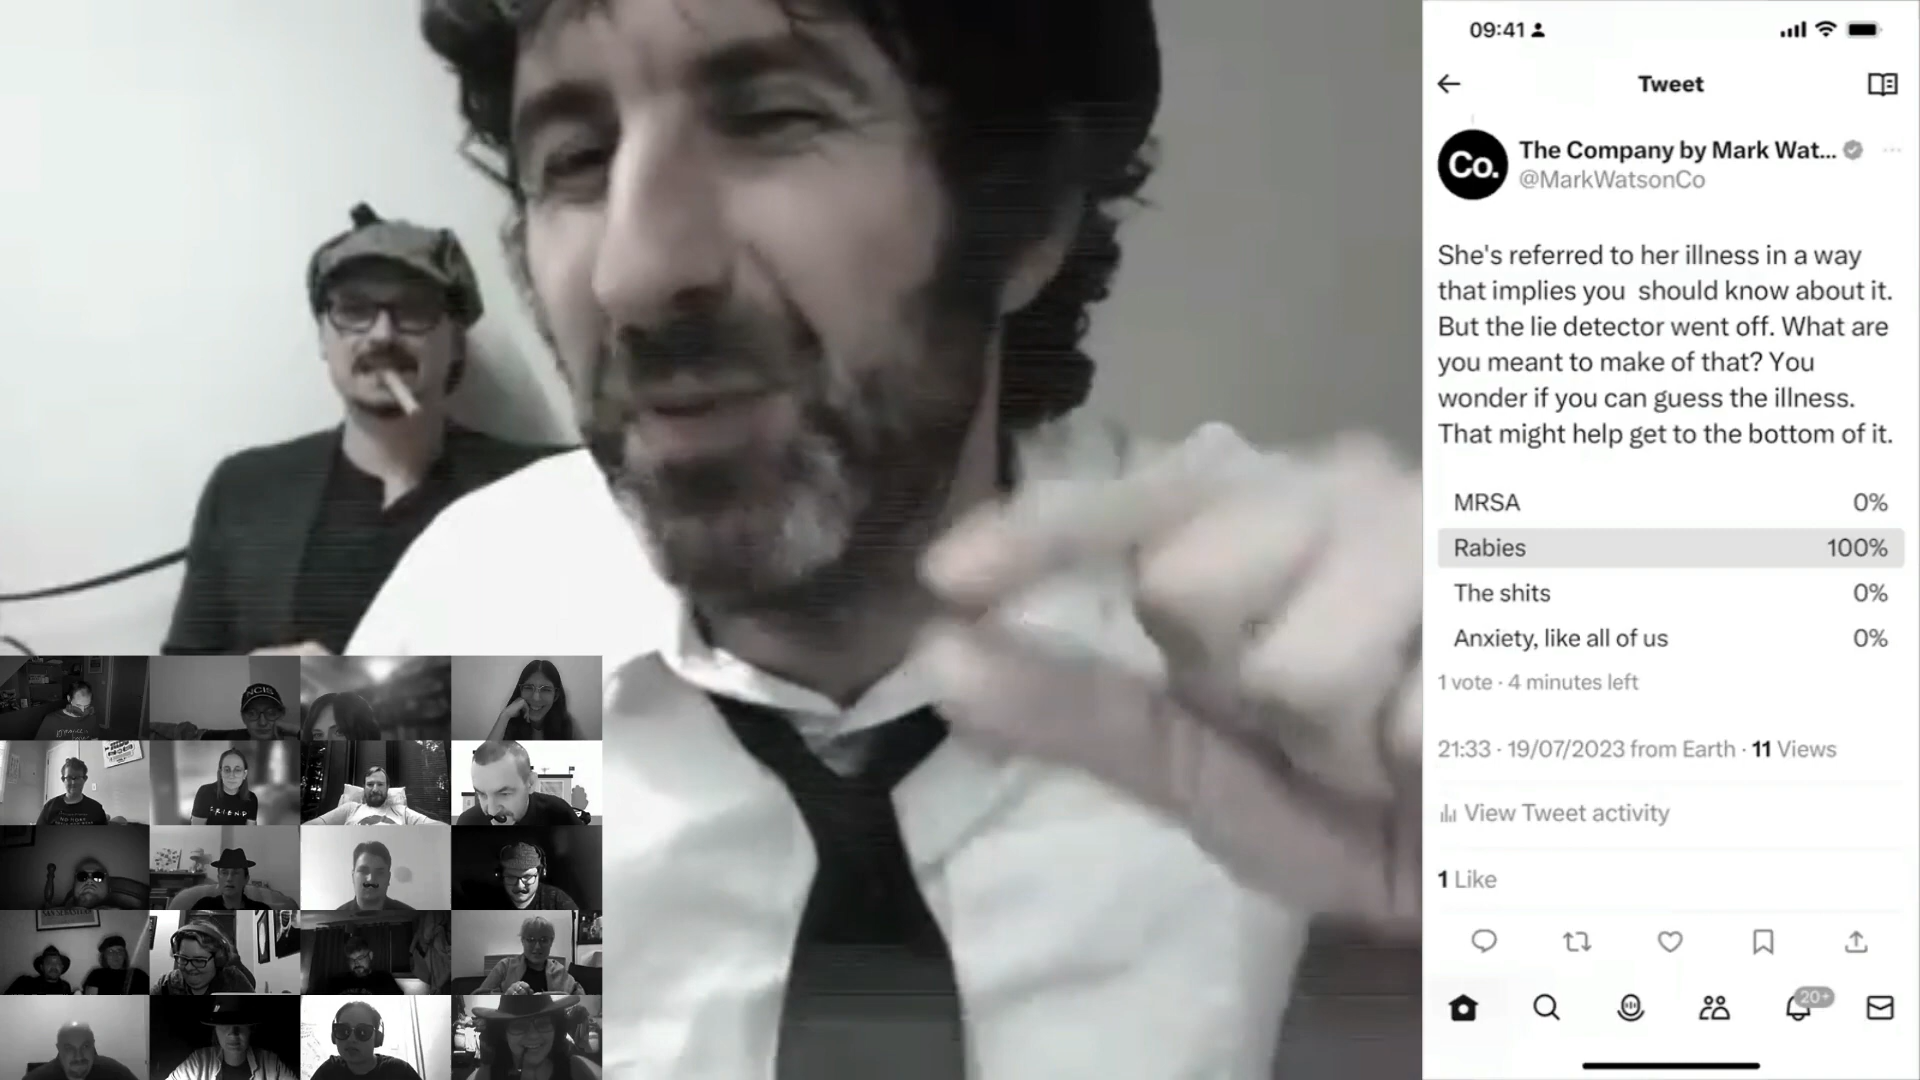 09:41
Tweet
Co.
The Company by Mark Wat...
@MarkWatsonCo
She's referred to her illness in a way
that implies you  should know about it.
But the lie detector went off. What are
you meant to make of that? You
wonder if you can guess the illness.
That might help get to the bottom of it.
MRSA 0%
Rabies 100%
The shits 0%
Anxiety, like all of us 0%
1 vote · 4 minutes left
21:33 · 19/07/2023 from Earth · 11 Views
View Tweet activity
1 Like
20+
NCIS
FRIEND
SAN SEBASTIAN